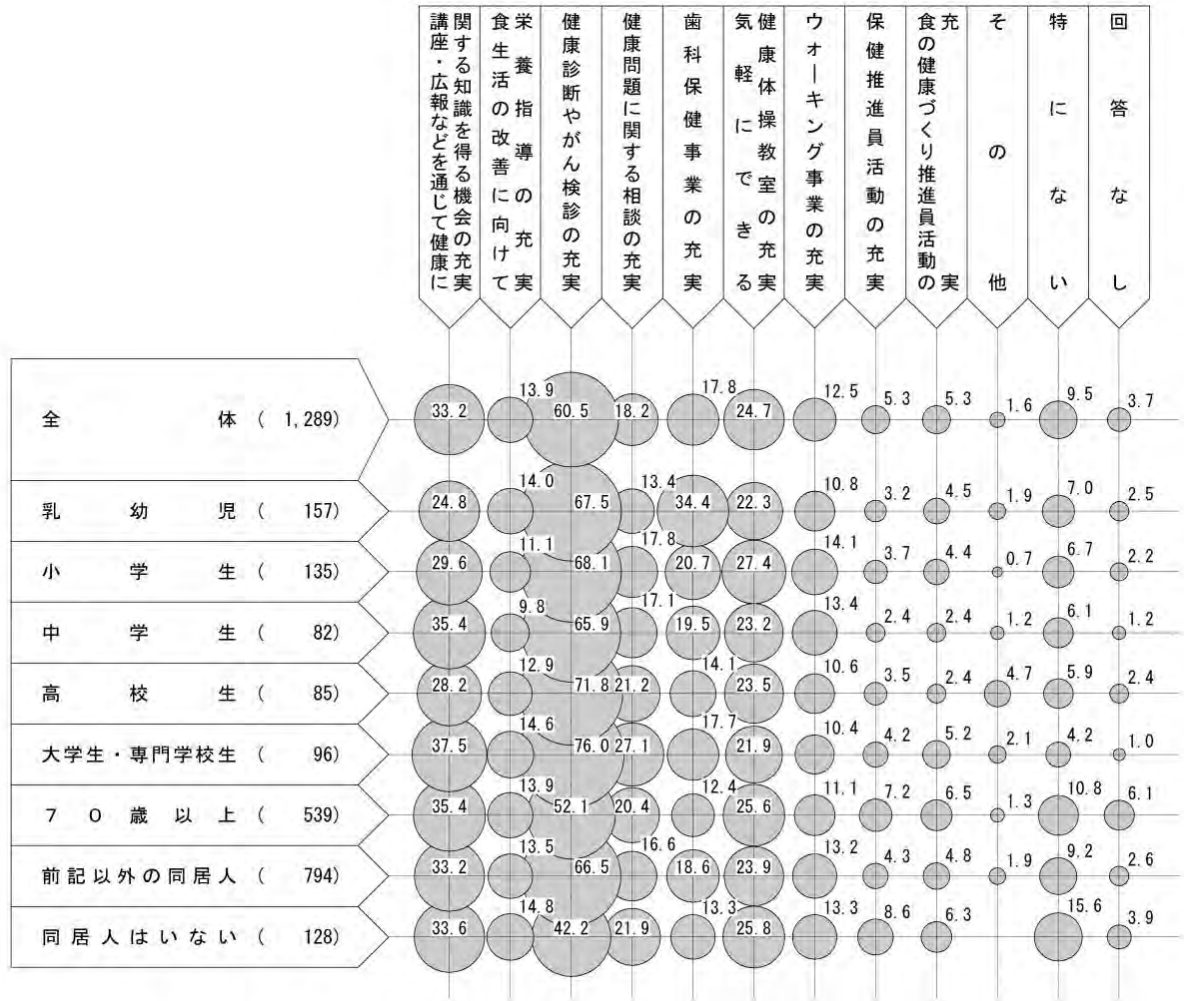 講座・広報などを通じて健康に
関する知識を得る機会の充実
食生活の改善に向けて
栄養指導の充実
健康診断やがん検診の充実
健康問題に関する相談の充実
歯科保健事業の充実
気軽にできる
健康体操教室の充実
ウォーキング事業の充実
保健推進員活動の充実
食の健康づくり推進員活動の
充実
その他
特にない
回答なし
全体 ( 1,289)
33.2 13.9 60.5 18.2 17.8 24.7 12.5 5.3 5.3 1.6 9.5 3.7
乳幼児 ( 157)
24.8 14.0 67.5 13.4 34.4 22.3 10.8 3.2 4.5 1.9 7.0 2.5
小学生 ( 135)
29.6 11.1 68.1 17.8 20.7 27.4 14.1 3.7 4.4 0.7 6.7 2.2
中学生 ( 82)
35.4 9.8 65.9 17.1 19.5 23.2 13.4 2.4 2.4 1.2 6.1 1.2
高校生 ( 85)
28.2 12.9 71.8 21.2 14.1 23.5 10.6 3.5 2.4 4.7 5.9 2.4
大学生・専門学校生 ( 96)
37.5 14.6 76.0 27.1 17.7 21.9 10.4 4.2 5.2 2.1 4.2 1.0
70歳以上 ( 539)
35.4 13.9 52.1 20.4 12.4 25.6 11.1 7.2 6.5 1.3 10.8 6.1
前記以外の同居人 ( 794)
33.2 13.5 66.5 16.6 18.6 23.9 13.2 4.3 4.8 1.9 9.2 2.6
同居人はいない ( 128)
33.6 14.8 42.2 21.9 13.3 25.8 13.3 8.6 6.3 15.6 3.9